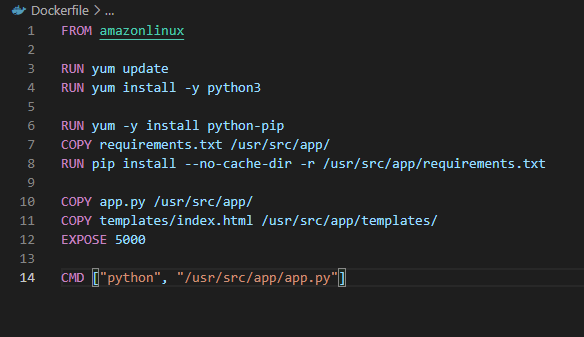 Dockerfile > ...
1 FROM amazonlinux
2
3 RUN yum update
4 RUN yum install -y python3
5
6 RUN yum -y install python-pip
7 COPY requirements.txt /usr/src/app/
8 RUN pip install --no-cache-dir -r /usr/src/app/requirements.txt
9
10 COPY app.py /usr/src/app/
11 COPY templates/index.html /usr/src/app/templates/
12 EXPOSE 5000
13
14 CMD ["python", "/usr/src/app/app.py"]